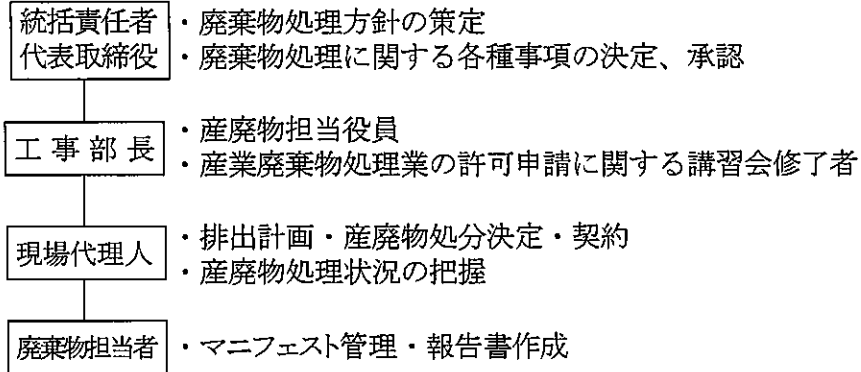 統括責任者
代表取締役
・廃棄物処理方針の策定
・廃棄物処理に関する各種事項の決定、承認
工事部長
・産廃物担当役員
・産業廃棄物処理業の許可申請に関する講習会修了者
現場代理人
・排出計画・産廃物処分決定・契約
・産廃物処理状況の把握
廃棄物担当者
・マニフェスト管理・報告書作成